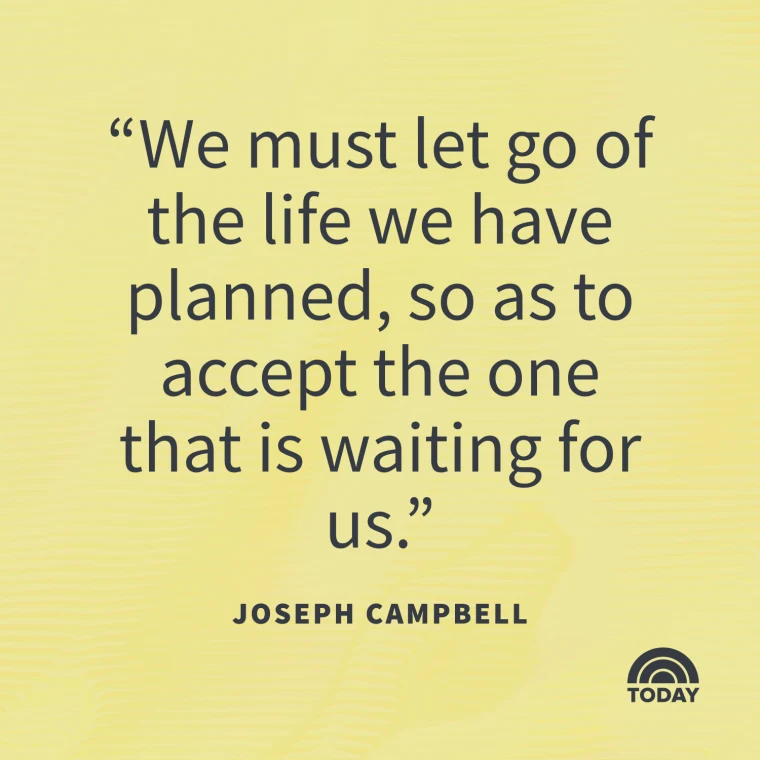 “We must let go of
the life we have
planned, so as to
accept the one
that is waiting for
us.”
JOSEPH CAMPBELL
TODAY